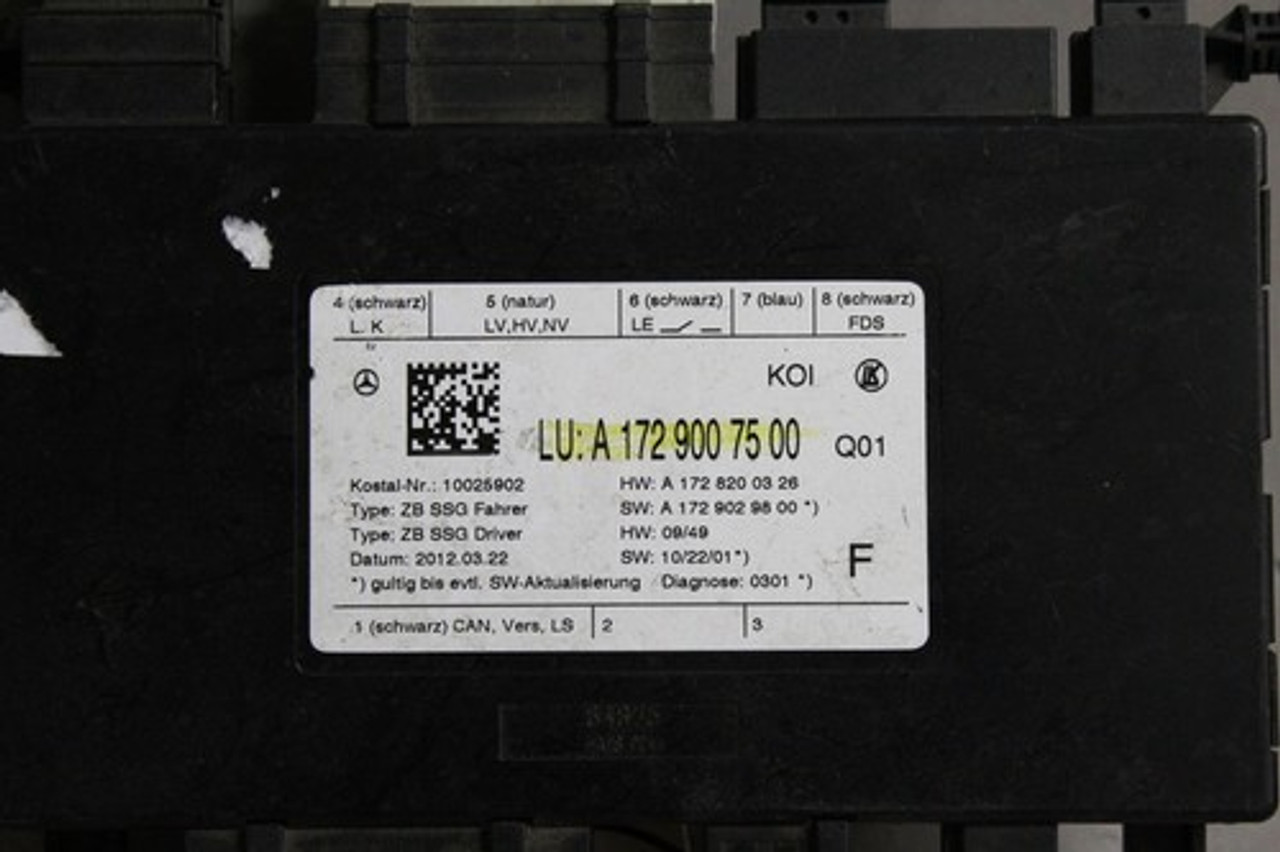 4 (schwarz) 5 (natur) 6 (schwarz) 7 (blau) 8 (schwarz)
L. K LV,HV,NV LE FDS
KOI
LU: A 172 900 75 00 Q01
Kostal-Nr.: 10025902 HW: A 172 820 03 26
Type: ZB SSG Fahrer SW: A 172 902 98 00 *)
Type: ZB SSG Driver HW: 09/49
Datum: 2012.03.22 SW: 10/22/01*)
F
*) gultig bis evtl. SW-Aktualisierung Diagnose: 0301 *)
1 (schwarz) CAN, Vers, LS 2 3